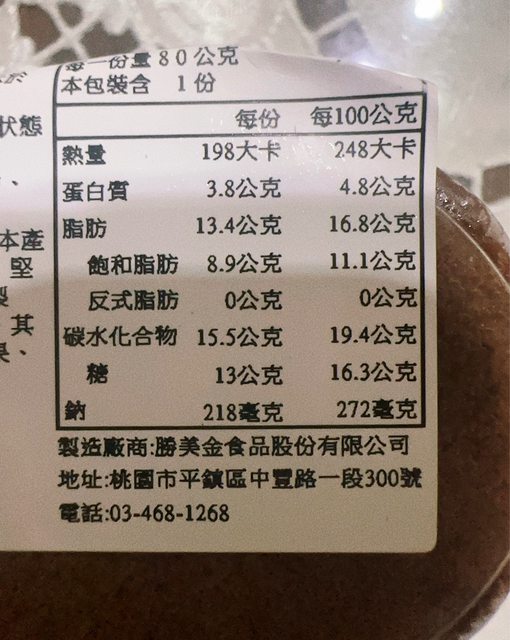 每一份量80公克
本包裝含 1份
每份 每100公克
熱量 198大卡 248大卡
蛋白質 3.8公克 4.8公克
脂肪 13.4公克 16.8公克
飽和脂肪 8.9公克 11.1公克
反式脂肪 0公克 0公克
碳水化合物 15.5公克 19.4公克
糖 13公克 16.3公克
鈉 218毫克 272毫克
製造廠商:勝美金食品股份有限公司
地址:桃園市平鎮區中豐路一段300號
電話:03-468-1268
狀態
、
本產
堅
其
、